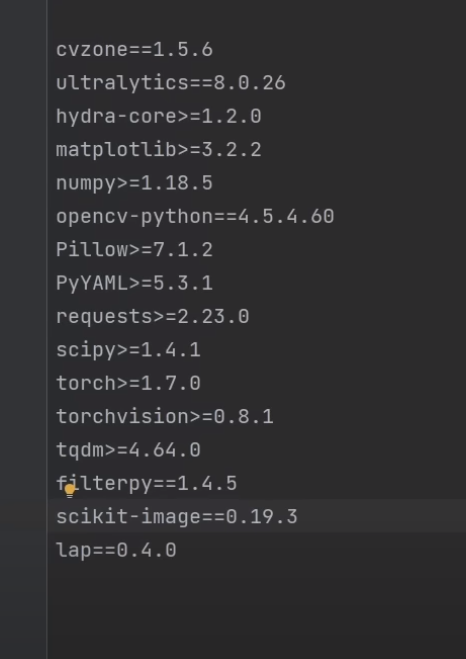 cvzone==1.5.6
ultralytics==8.0.26
hydra-core>=1.2.0
matplotlib>=3.2.2
numpy>=1.18.5
opencv-python==4.5.4.60
Pillow>=7.1.2
PyYAML>=5.3.1
requests>=2.23.0
scipy>=1.4.1
torch>=1.7.0
torchvision>=0.8.1
tqdm>=4.64.0
filterpy==1.4.5
scikit-image==0.19.3
lap==0.4.0